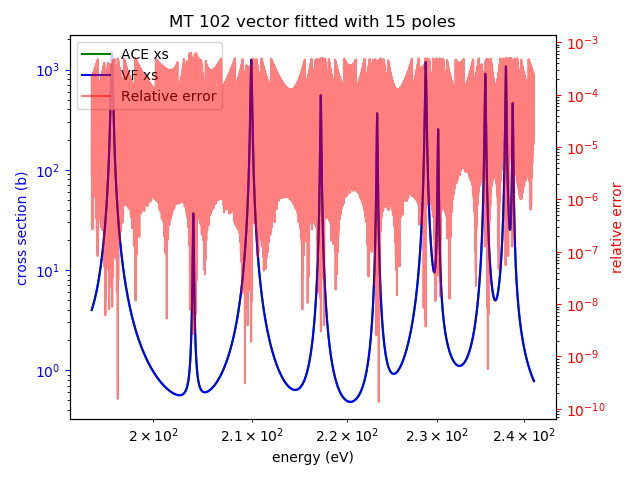 MT 102 vector fitted with 15 poles
ACE xs
VF xs
Relative error
10³
10²
10¹
10⁰
cross section (b)
10⁻³
10⁻⁴
10⁻⁵
10⁻⁶
10⁻⁷
10⁻⁸
10⁻⁹
10⁻¹⁰
relative error
2 × 10² 2.1 × 10² 2.2 × 10² 2.3 × 10² 2.4 × 10²
energy (eV)